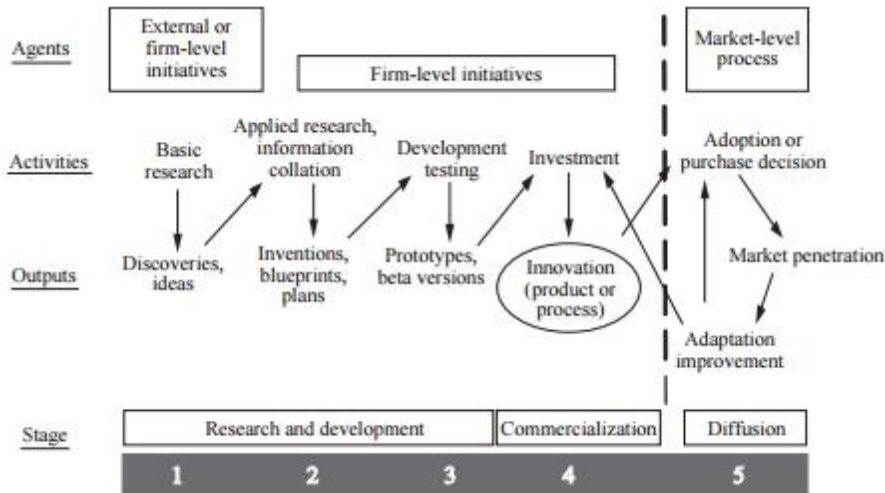 Agents
External or
firm-level
initiatives
Firm-level initiatives
Market-level
process
Activities
Basic
research
Applied research,
information
collation
Development
testing
Investment
Adoption or
purchase decision
Outputs
Discoveries,
ideas
Inventions,
blueprints,
plans
Prototypes,
beta versions
Innovation
(product or
process)
Market penetration
Adaptation
improvement
Stage
Research and development
Commercialization
Diffusion
1
2
3
4
5